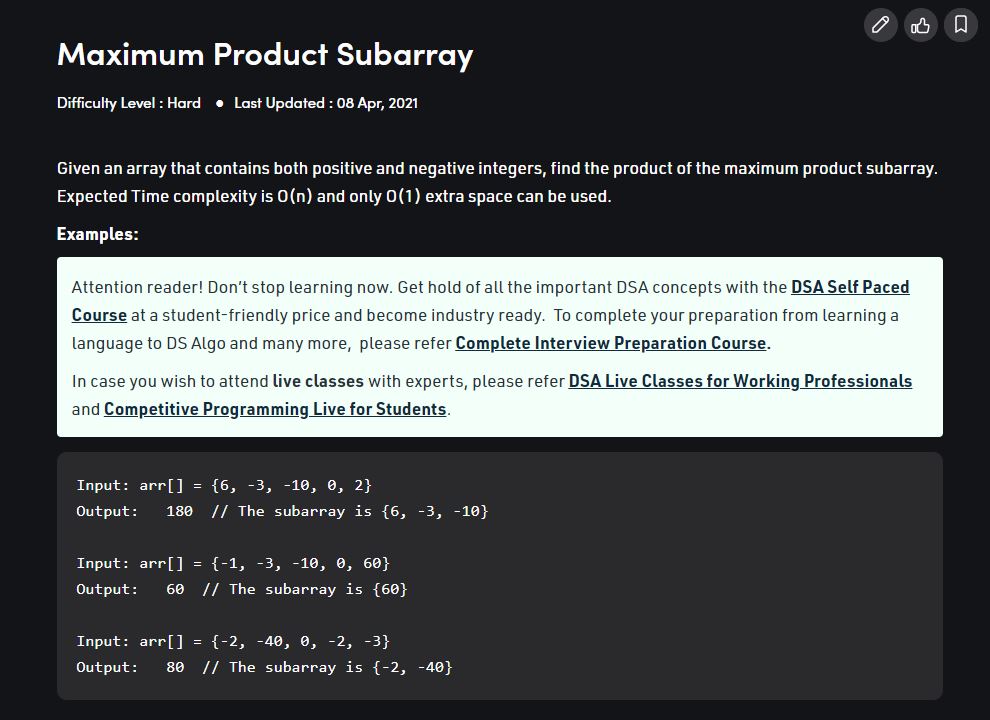 Maximum Product Subarray
Difficulty Level : Hard ● Last Updated : 08 Apr, 2021
Given an array that contains both positive and negative integers, find the product of the maximum product subarray.
Expected Time complexity is O(n) and only O(1) extra space can be used.
Examples:
Attention reader! Don’t stop learning now. Get hold of all the important DSA concepts with the DSA Self Paced
Course at a student-friendly price and become industry ready.  To complete your preparation from learning a
language to DS Algo and many more,  please refer Complete Interview Preparation Course.
In case you wish to attend live classes with experts, please refer DSA Live Classes for Working Professionals
and Competitive Programming Live for Students.
Input: arr[] = {6, -3, -10, 0, 2}
Output:   180  // The subarray is {6, -3, -10}
Input: arr[] = {-1, -3, -10, 0, 60}
Output:   60  // The subarray is {60}
Input: arr[] = {-2, -40, 0, -2, -3}
Output:   80  // The subarray is {-2, -40}